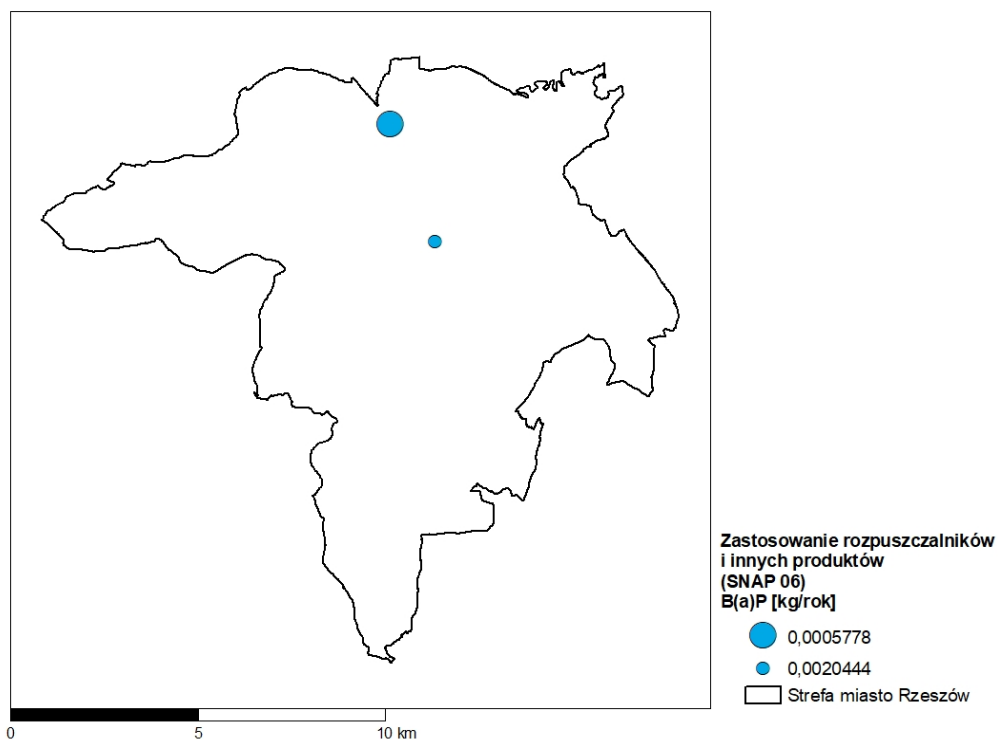 Zastosowanie rozpuszczalników
i innych produktów
(SNAP 06)
B(a)P [kg/rok]
0,0005778
0,0020444
Strefa miasto Rzeszów
0 5 10 km